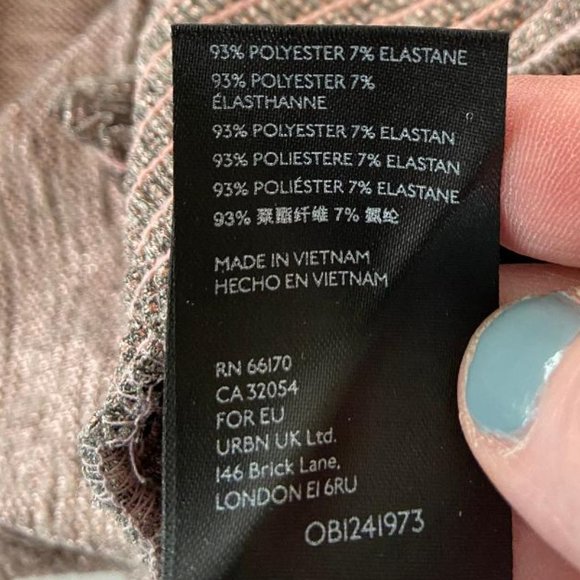 93% POLYESTER 7% ELASTANE
93% POLYESTER 7%
ÉLASTHANNE
93% POLYESTER 7% ELASTAN
93% POLIESTERE 7% ELASTAN
93% POLIÉSTER 7% ELASTANE
93% 聚酯纤维 7% 氨纶
MADE IN VIETNAM
HECHO EN VIETNAM
RN 66170
CA 32054
FOR EU
URBN UK Ltd.
146 Brick Lane,
LONDON E1 6RU
OB1241973